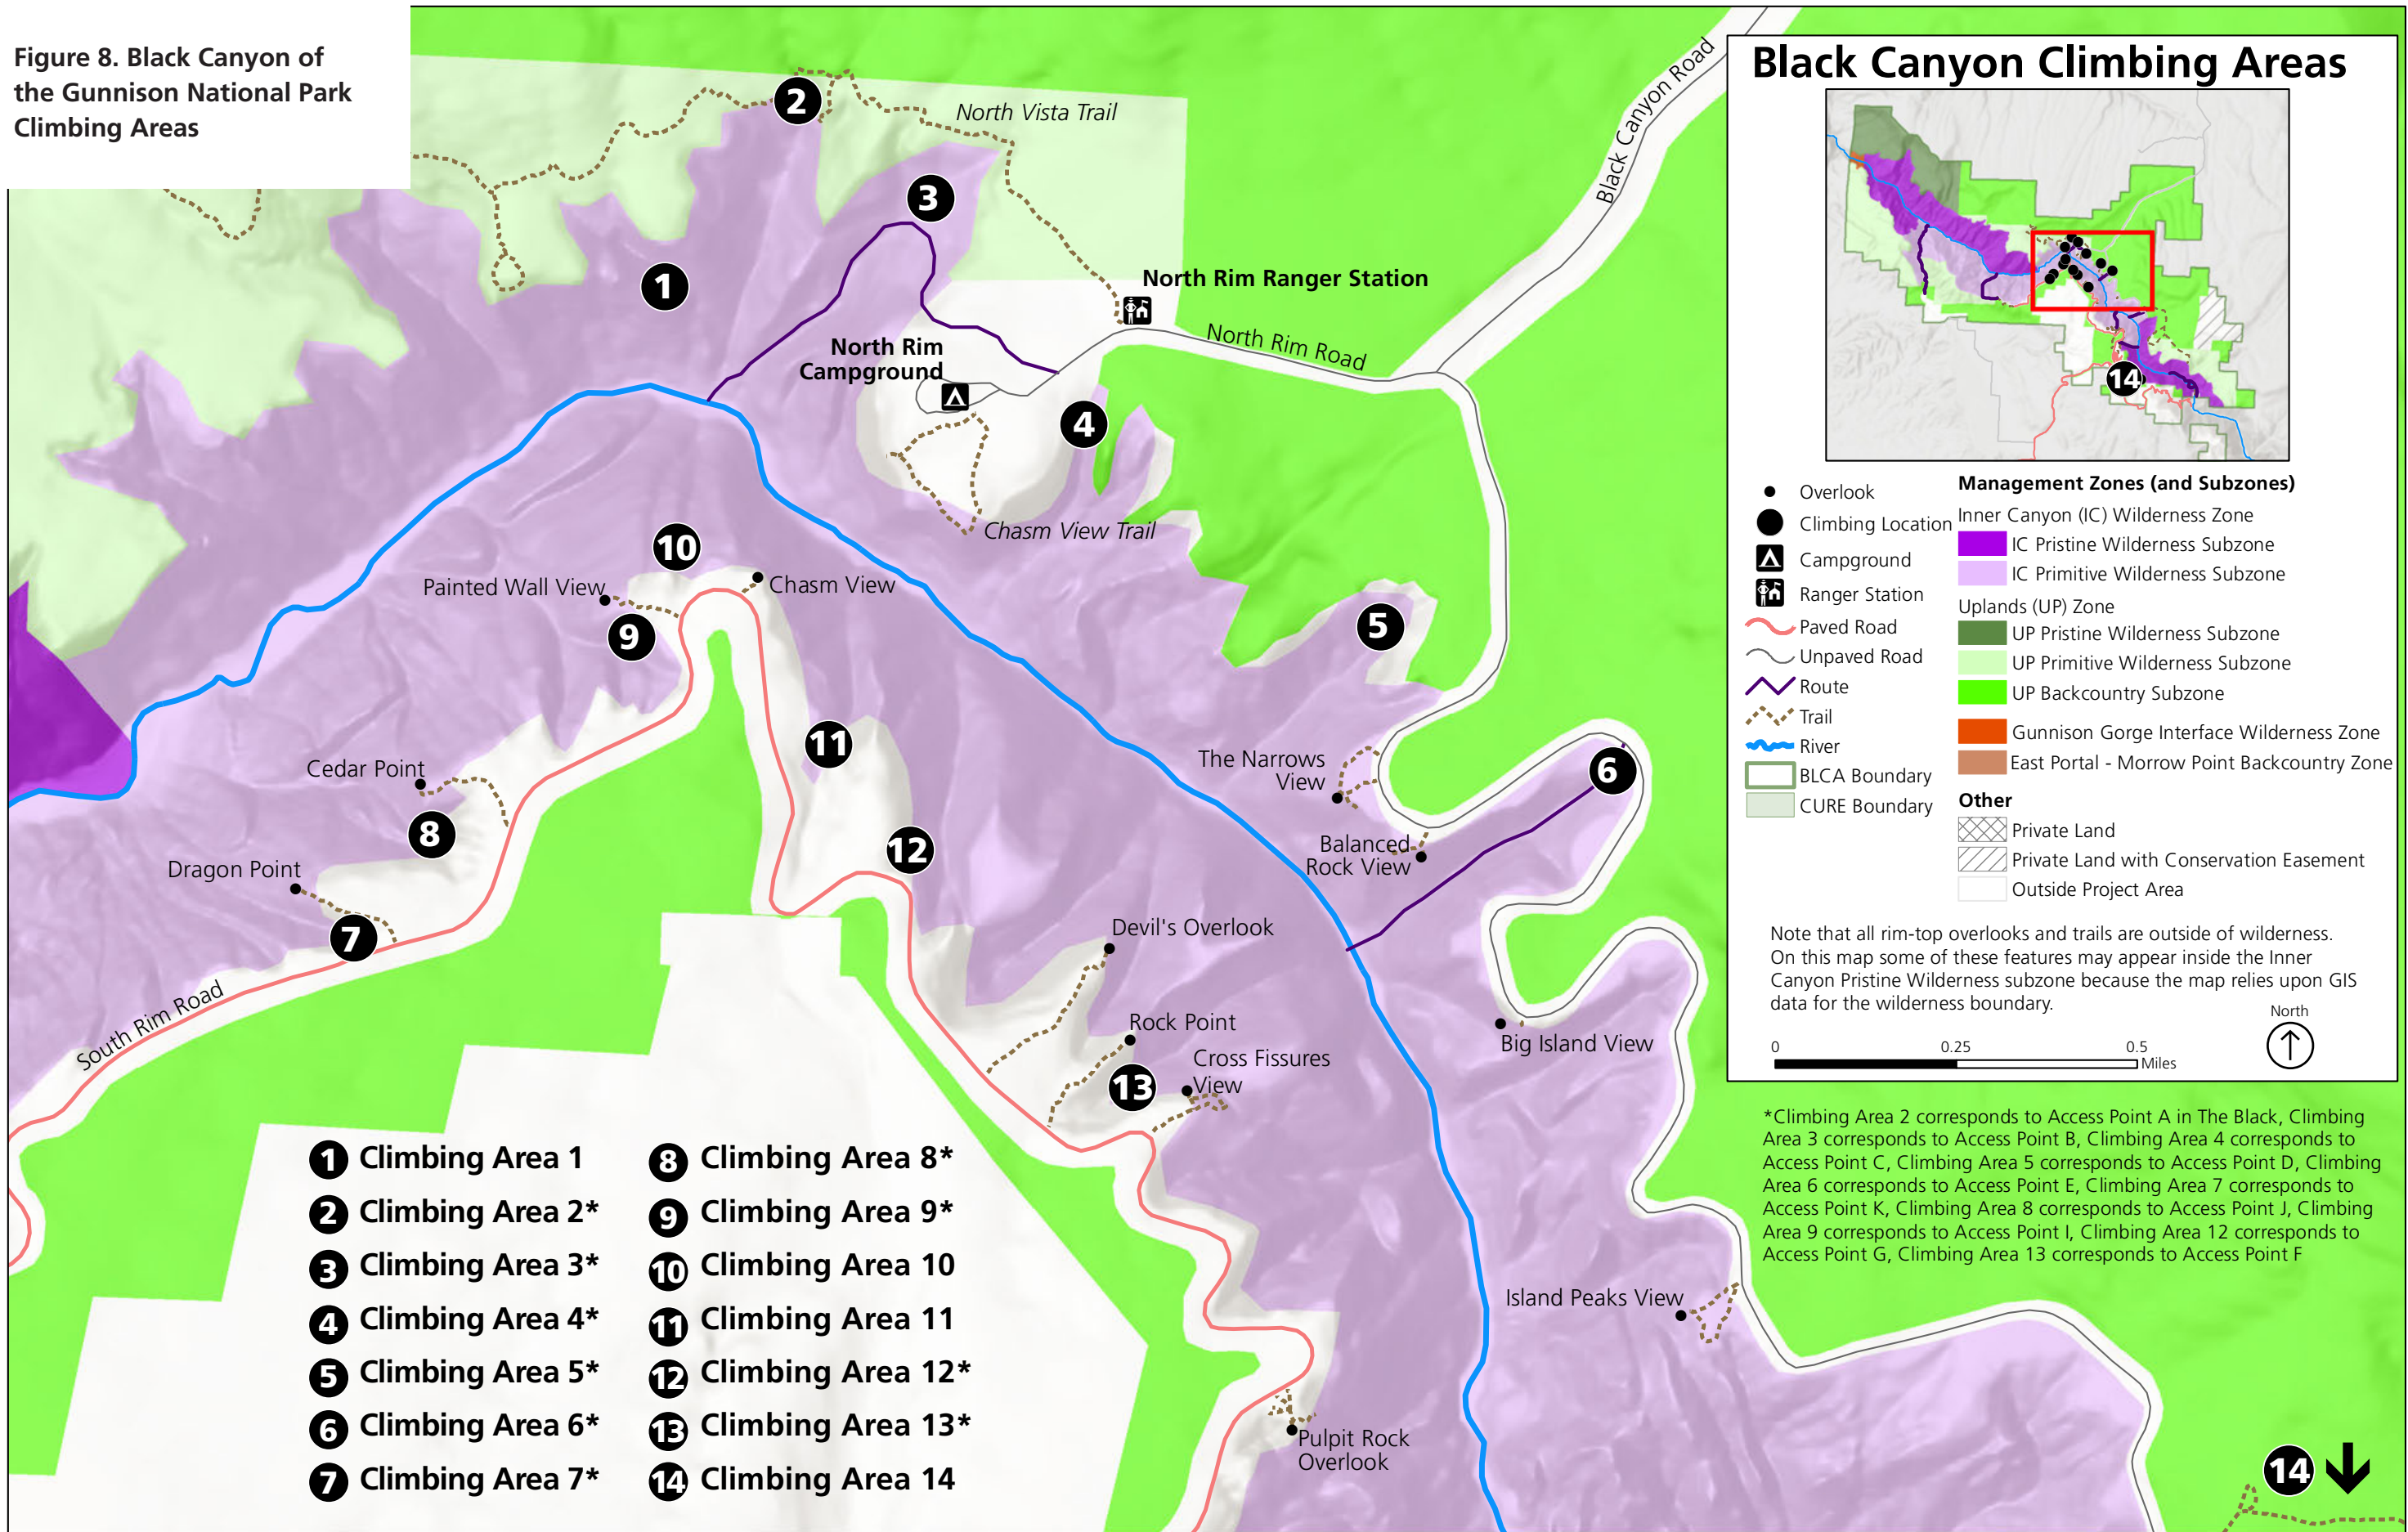 Figure 8. Black Canyon of
the Gunnison National Park
Climbing Areas
Black Canyon Climbing Areas
14
Overlook
Climbing Location
Campground
Ranger Station
Paved Road
Unpaved Road
Route
Trail
River
BLCA Boundary
CURE Boundary
Management Zones (and Subzones)
Inner Canyon (IC) Wilderness Zone
IC Pristine Wilderness Subzone
IC Primitive Wilderness Subzone
Uplands (UP) Zone
UP Pristine Wilderness Subzone
UP Primitive Wilderness Subzone
UP Backcountry Subzone
Gunnison Gorge Interface Wilderness Zone
East Portal - Morrow Point Backcountry Zone
Other
Private Land
Private Land with Conservation Easement
Outside Project Area
Note that all rim-top overlooks and trails are outside of wilderness.
On this map some of these features may appear inside the Inner
Canyon Pristine Wilderness subzone because the map relies upon GIS
data for the wilderness boundary.
North
0 0.25 0.5
Miles
*Climbing Area 2 corresponds to Access Point A in The Black, Climbing
Area 3 corresponds to Access Point B, Climbing Area 4 corresponds to
Access Point C, Climbing Area 5 corresponds to Access Point D, Climbing
Area 6 corresponds to Access Point E, Climbing Area 7 corresponds to
Access Point K, Climbing Area 8 corresponds to Access Point J, Climbing
Area 9 corresponds to Access Point I, Climbing Area 12 corresponds to
Access Point G, Climbing Area 13 corresponds to Access Point F
2
North Vista Trail
Black Canyon Road
3
1
North Rim Ranger Station
North Rim Road
North Rim
Campground
4
Chasm View Trail
10
Painted Wall View
Chasm View
9
5
11
The Narrows
View
6
Cedar Point
8
12
Balanced
Rock View
Dragon Point
7
Devil's Overlook
South Rim Road
Rock Point
Cross Fissures
View
13
Big Island View
Island Peaks View
Pulpit Rock
Overlook
14
1 Climbing Area 1
2 Climbing Area 2*
3 Climbing Area 3*
4 Climbing Area 4*
5 Climbing Area 5*
6 Climbing Area 6*
7 Climbing Area 7*
8 Climbing Area 8*
9 Climbing Area 9*
10 Climbing Area 10
11 Climbing Area 11
12 Climbing Area 12*
13 Climbing Area 13*
14 Climbing Area 14